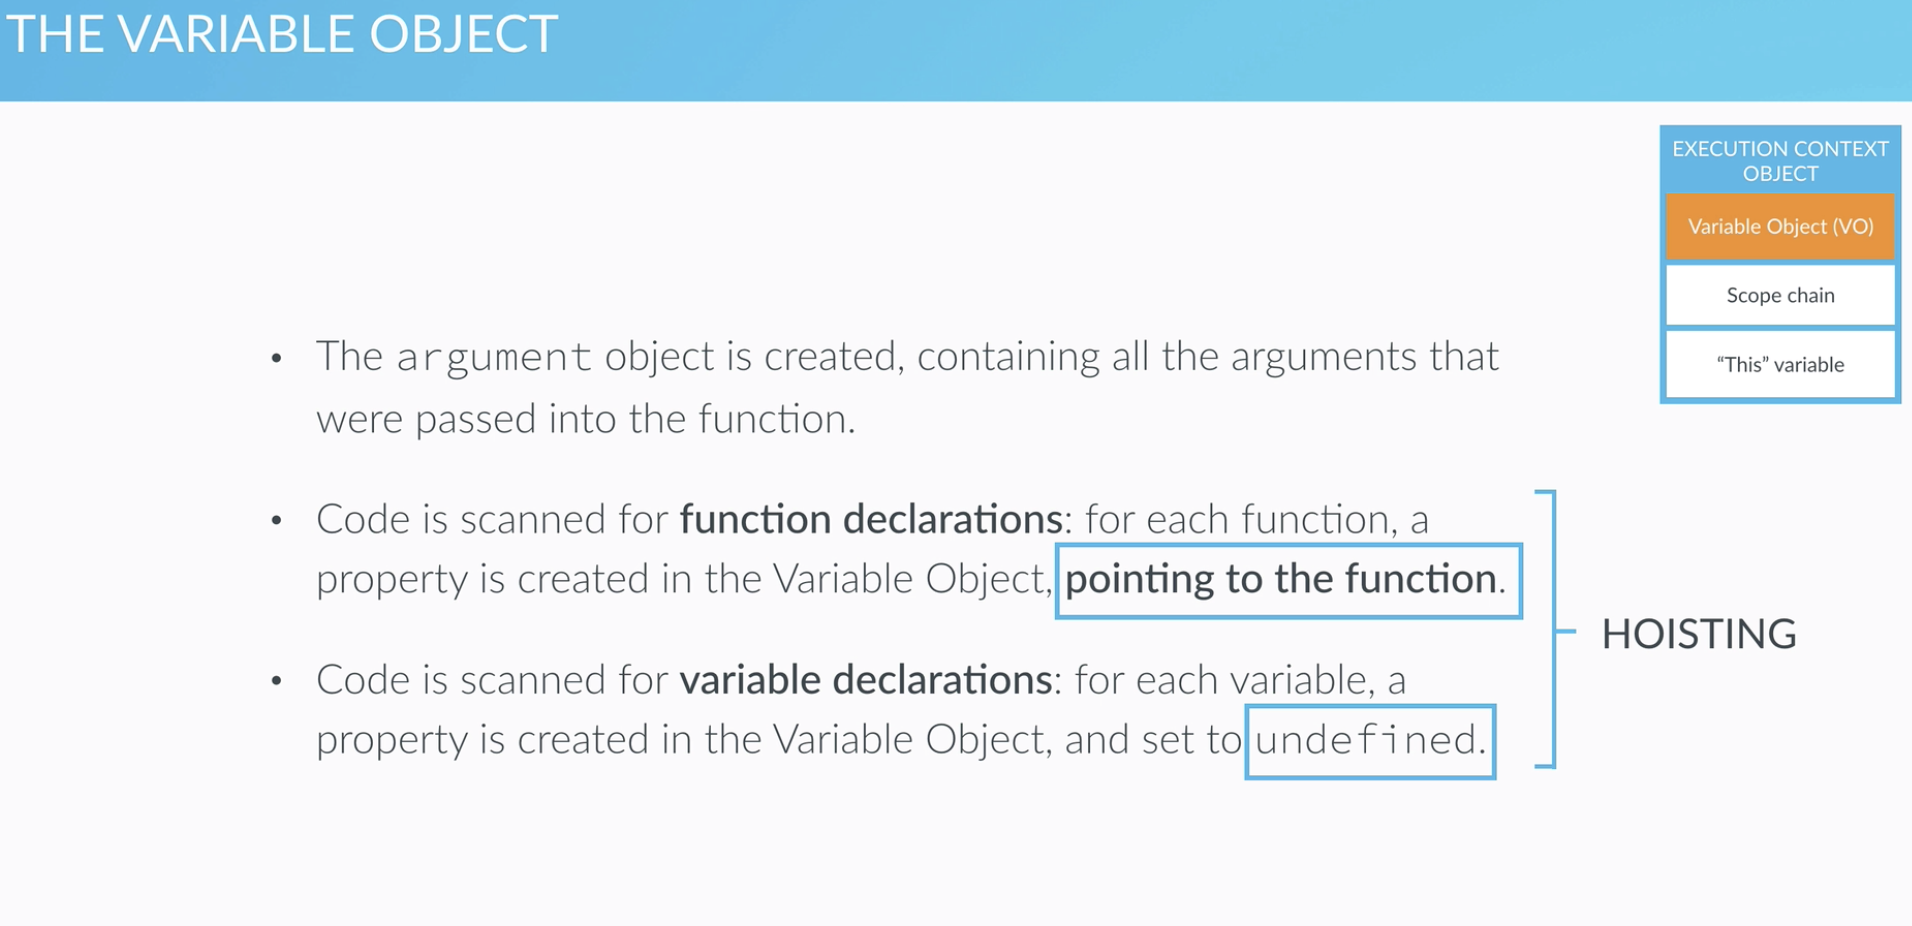 THE VARIABLE OBJECT
EXECUTION CONTEXT
OBJECT
Variable Object (VO)
Scope chain
“This” variable
• The argument object is created, containing all the arguments that
were passed into the function.
• Code is scanned for function declarations: for each function, a
property is created in the Variable Object, pointing to the function.
• Code is scanned for variable declarations: for each variable, a
property is created in the Variable Object, and set to undefined.
HOISTING